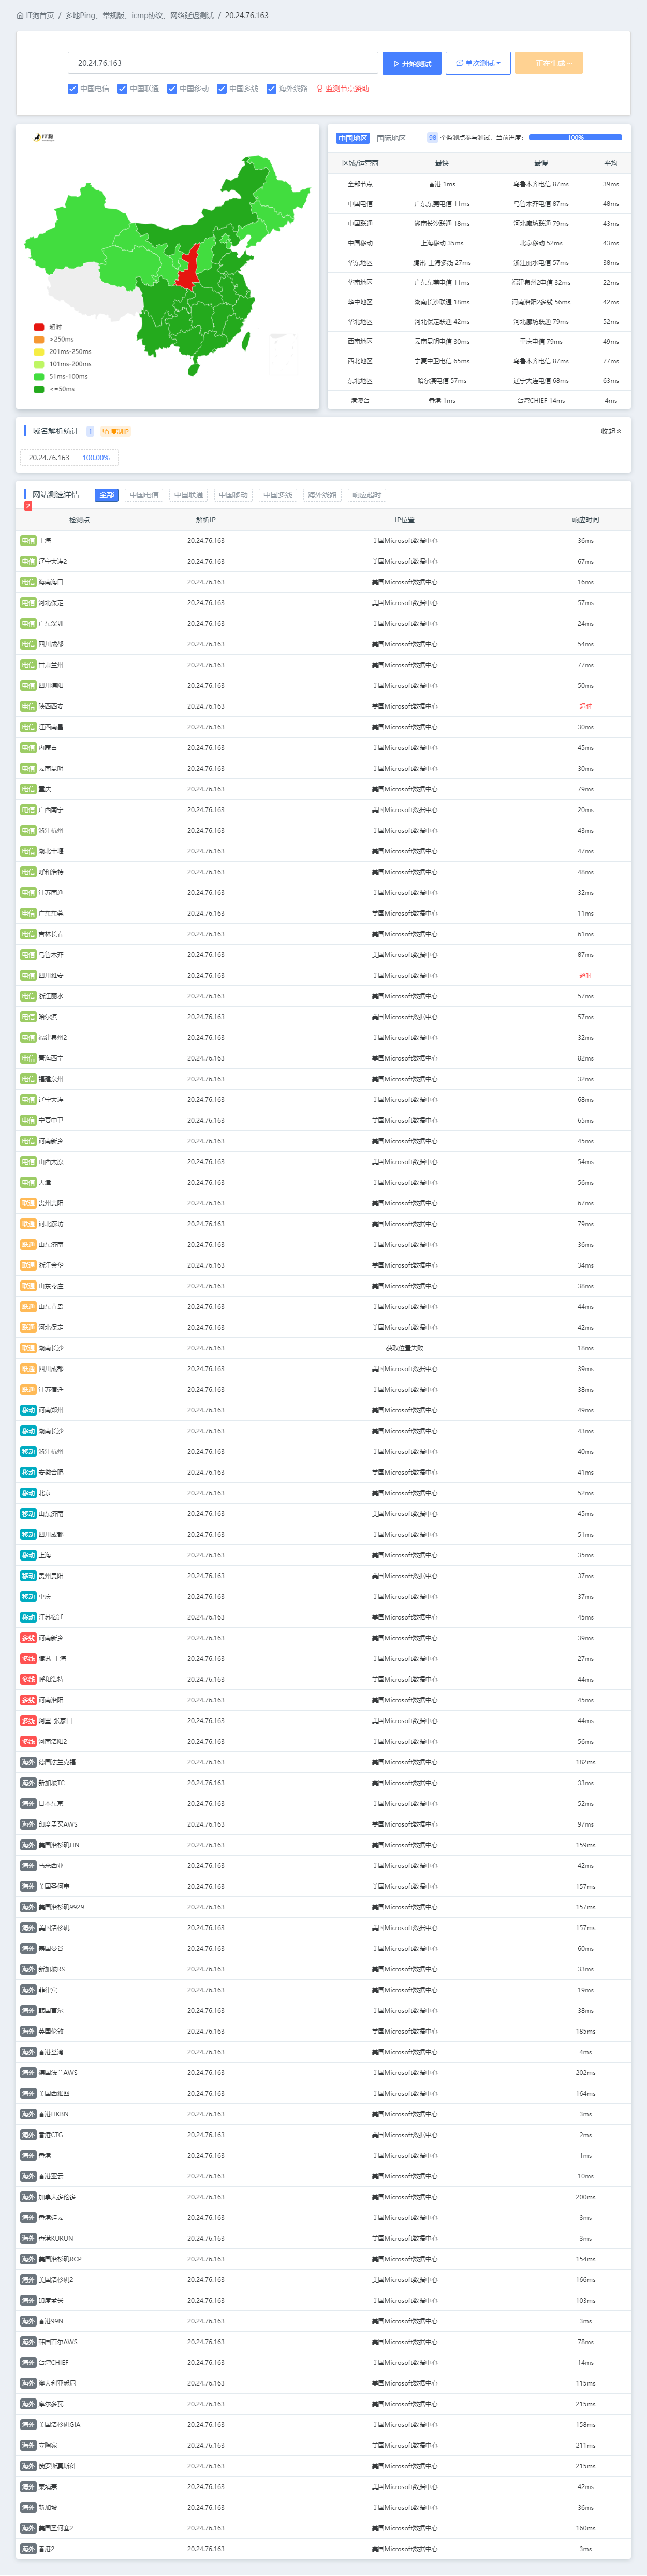 IT狗首页 / 多地Ping、常规版、icmp协议、网络延迟测试 / 20.24.76.163
20.24.76.163 开始测试 单次测试 正在生成
中国电信 中国联通 中国移动 中国多线 海外线路 监测节点赞助
IT狗
超时
>250ms
201ms-250ms
101ms-200ms
51ms-100ms
<=50ms
中国地区 国际地区 98 个监测点参与测试，当前进度： 100%
区域/运营商 最快 最慢 平均
全部节点 香港 1ms 乌鲁木齐电信 87ms 39ms
中国电信 广东东莞电信 11ms 乌鲁木齐电信 87ms 48ms
中国联通 湖南长沙联通 18ms 河北廊坊联通 79ms 43ms
中国移动 上海移动 35ms 北京移动 52ms 43ms
华东地区 腾讯-上海多线 27ms 浙江丽水电信 57ms 38ms
华南地区 广东东莞电信 11ms 福建泉州2电信 32ms 22ms
华中地区 湖南长沙联通 18ms 河南洛阳2多线 56ms 42ms
华北地区 河北保定联通 42ms 河北廊坊联通 79ms 52ms
西南地区 云南昆明电信 30ms 重庆电信 79ms 49ms
西北地区 宁夏中卫电信 65ms 乌鲁木齐电信 87ms 77ms
东北地区 哈尔滨电信 57ms 辽宁大连电信 68ms 63ms
港澳台 香港 1ms 台湾CHIEF 14ms 4ms
域名解析统计 1 复制IP 收起
20.24.76.163 100.00%
网站测速详情 全部 中国电信 中国联通 中国移动 中国多线 海外线路 响应超时
2
检测点 解析IP IP位置 响应时间
电信 上海 20.24.76.163 美国Microsoft数据中心 36ms
电信 辽宁大连2 20.24.76.163 美国Microsoft数据中心 67ms
电信 海南海口 20.24.76.163 美国Microsoft数据中心 16ms
电信 河北保定 20.24.76.163 美国Microsoft数据中心 57ms
电信 广东深圳 20.24.76.163 美国Microsoft数据中心 24ms
电信 四川成都 20.24.76.163 美国Microsoft数据中心 54ms
电信 甘肃兰州 20.24.76.163 美国Microsoft数据中心 77ms
电信 四川德阳 20.24.76.163 美国Microsoft数据中心 50ms
电信 陕西西安 20.24.76.163 美国Microsoft数据中心 超时
电信 江西南昌 20.24.76.163 美国Microsoft数据中心 30ms
电信 内蒙古 20.24.76.163 美国Microsoft数据中心 45ms
电信 云南昆明 20.24.76.163 美国Microsoft数据中心 30ms
电信 重庆 20.24.76.163 美国Microsoft数据中心 79ms
电信 广西南宁 20.24.76.163 美国Microsoft数据中心 20ms
电信 浙江杭州 20.24.76.163 美国Microsoft数据中心 43ms
电信 湖北十堰 20.24.76.163 美国Microsoft数据中心 47ms
电信 呼和浩特 20.24.76.163 美国Microsoft数据中心 48ms
电信 江苏南通 20.24.76.163 美国Microsoft数据中心 32ms
电信 广东东莞 20.24.76.163 美国Microsoft数据中心 11ms
电信 吉林长春 20.24.76.163 美国Microsoft数据中心 61ms
电信 乌鲁木齐 20.24.76.163 美国Microsoft数据中心 87ms
电信 四川雅安 20.24.76.163 美国Microsoft数据中心 超时
电信 浙江丽水 20.24.76.163 美国Microsoft数据中心 57ms
电信 哈尔滨 20.24.76.163 美国Microsoft数据中心 57ms
电信 福建泉州2 20.24.76.163 美国Microsoft数据中心 32ms
电信 青海西宁 20.24.76.163 美国Microsoft数据中心 82ms
电信 福建泉州 20.24.76.163 美国Microsoft数据中心 32ms
电信 辽宁大连 20.24.76.163 美国Microsoft数据中心 68ms
电信 宁夏中卫 20.24.76.163 美国Microsoft数据中心 65ms
电信 河南新乡 20.24.76.163 美国Microsoft数据中心 45ms
电信 山西太原 20.24.76.163 美国Microsoft数据中心 54ms
电信 天津 20.24.76.163 美国Microsoft数据中心 56ms
联通 贵州贵阳 20.24.76.163 美国Microsoft数据中心 67ms
联通 河北廊坊 20.24.76.163 美国Microsoft数据中心 79ms
联通 山东济南 20.24.76.163 美国Microsoft数据中心 36ms
联通 浙江金华 20.24.76.163 美国Microsoft数据中心 34ms
联通 山东枣庄 20.24.76.163 美国Microsoft数据中心 38ms
联通 山东青岛 20.24.76.163 美国Microsoft数据中心 44ms
联通 河北保定 20.24.76.163 美国Microsoft数据中心 42ms
联通 湖南长沙 20.24.76.163 获取位置失败 18ms
联通 四川成都 20.24.76.163 美国Microsoft数据中心 39ms
联通 江苏宿迁 20.24.76.163 美国Microsoft数据中心 38ms
移动 河南郑州 20.24.76.163 美国Microsoft数据中心 49ms
移动 湖南长沙 20.24.76.163 美国Microsoft数据中心 43ms
移动 浙江杭州 20.24.76.163 美国Microsoft数据中心 40ms
移动 安徽合肥 20.24.76.163 美国Microsoft数据中心 41ms
移动 北京 20.24.76.163 美国Microsoft数据中心 52ms
移动 山东济南 20.24.76.163 美国Microsoft数据中心 45ms
移动 四川成都 20.24.76.163 美国Microsoft数据中心 51ms
移动 上海 20.24.76.163 美国Microsoft数据中心 35ms
移动 贵州贵阳 20.24.76.163 美国Microsoft数据中心 37ms
移动 重庆 20.24.76.163 美国Microsoft数据中心 37ms
移动 江苏宿迁 20.24.76.163 美国Microsoft数据中心 45ms
多线 河南新乡 20.24.76.163 美国Microsoft数据中心 39ms
多线 腾讯-上海 20.24.76.163 美国Microsoft数据中心 27ms
多线 呼和浩特 20.24.76.163 美国Microsoft数据中心 44ms
多线 河南洛阳 20.24.76.163 美国Microsoft数据中心 45ms
多线 阿里-张家口 20.24.76.163 美国Microsoft数据中心 44ms
多线 河南洛阳2 20.24.76.163 美国Microsoft数据中心 56ms
海外 德国法兰克福 20.24.76.163 美国Microsoft数据中心 182ms
海外 新加坡TC 20.24.76.163 美国Microsoft数据中心 33ms
海外 日本东京 20.24.76.163 美国Microsoft数据中心 52ms
海外 印度孟买AWS 20.24.76.163 美国Microsoft数据中心 97ms
海外 美国洛杉矶HN 20.24.76.163 美国Microsoft数据中心 159ms
海外 马来西亚 20.24.76.163 美国Microsoft数据中心 42ms
海外 美国圣何塞 20.24.76.163 美国Microsoft数据中心 157ms
海外 美国洛杉矶9929 20.24.76.163 美国Microsoft数据中心 157ms
海外 美国洛杉矶 20.24.76.163 美国Microsoft数据中心 157ms
海外 泰国曼谷 20.24.76.163 美国Microsoft数据中心 60ms
海外 新加坡RS 20.24.76.163 美国Microsoft数据中心 33ms
海外 菲律宾 20.24.76.163 美国Microsoft数据中心 19ms
海外 韩国首尔 20.24.76.163 美国Microsoft数据中心 38ms
海外 英国伦敦 20.24.76.163 美国Microsoft数据中心 185ms
海外 香港荃湾 20.24.76.163 美国Microsoft数据中心 4ms
海外 德国法兰AWS 20.24.76.163 美国Microsoft数据中心 202ms
海外 美国西雅图 20.24.76.163 美国Microsoft数据中心 164ms
海外 香港HKBN 20.24.76.163 美国Microsoft数据中心 3ms
海外 香港CTG 20.24.76.163 美国Microsoft数据中心 2ms
海外 香港 20.24.76.163 美国Microsoft数据中心 1ms
海外 香港亚云 20.24.76.163 美国Microsoft数据中心 10ms
海外 加拿大多伦多 20.24.76.163 美国Microsoft数据中心 200ms
海外 香港硅云 20.24.76.163 美国Microsoft数据中心 3ms
海外 香港KURUN 20.24.76.163 美国Microsoft数据中心 3ms
海外 美国洛杉矶RCP 20.24.76.163 美国Microsoft数据中心 154ms
海外 美国洛杉矶2 20.24.76.163 美国Microsoft数据中心 166ms
海外 印度孟买 20.24.76.163 美国Microsoft数据中心 103ms
海外 香港99N 20.24.76.163 美国Microsoft数据中心 3ms
海外 韩国首尔AWS 20.24.76.163 美国Microsoft数据中心 78ms
海外 台湾CHIEF 20.24.76.163 美国Microsoft数据中心 14ms
海外 澳大利亚悉尼 20.24.76.163 美国Microsoft数据中心 115ms
海外 摩尔多瓦 20.24.76.163 美国Microsoft数据中心 215ms
海外 美国洛杉矶GIA 20.24.76.163 美国Microsoft数据中心 158ms
海外 立陶宛 20.24.76.163 美国Microsoft数据中心 211ms
海外 俄罗斯莫斯科 20.24.76.163 美国Microsoft数据中心 215ms
海外 柬埔寨 20.24.76.163 美国Microsoft数据中心 42ms
海外 新加坡 20.24.76.163 美国Microsoft数据中心 36ms
海外 美国圣何塞2 20.24.76.163 美国Microsoft数据中心 160ms
海外 香港2 20.24.76.163 美国Microsoft数据中心 3ms